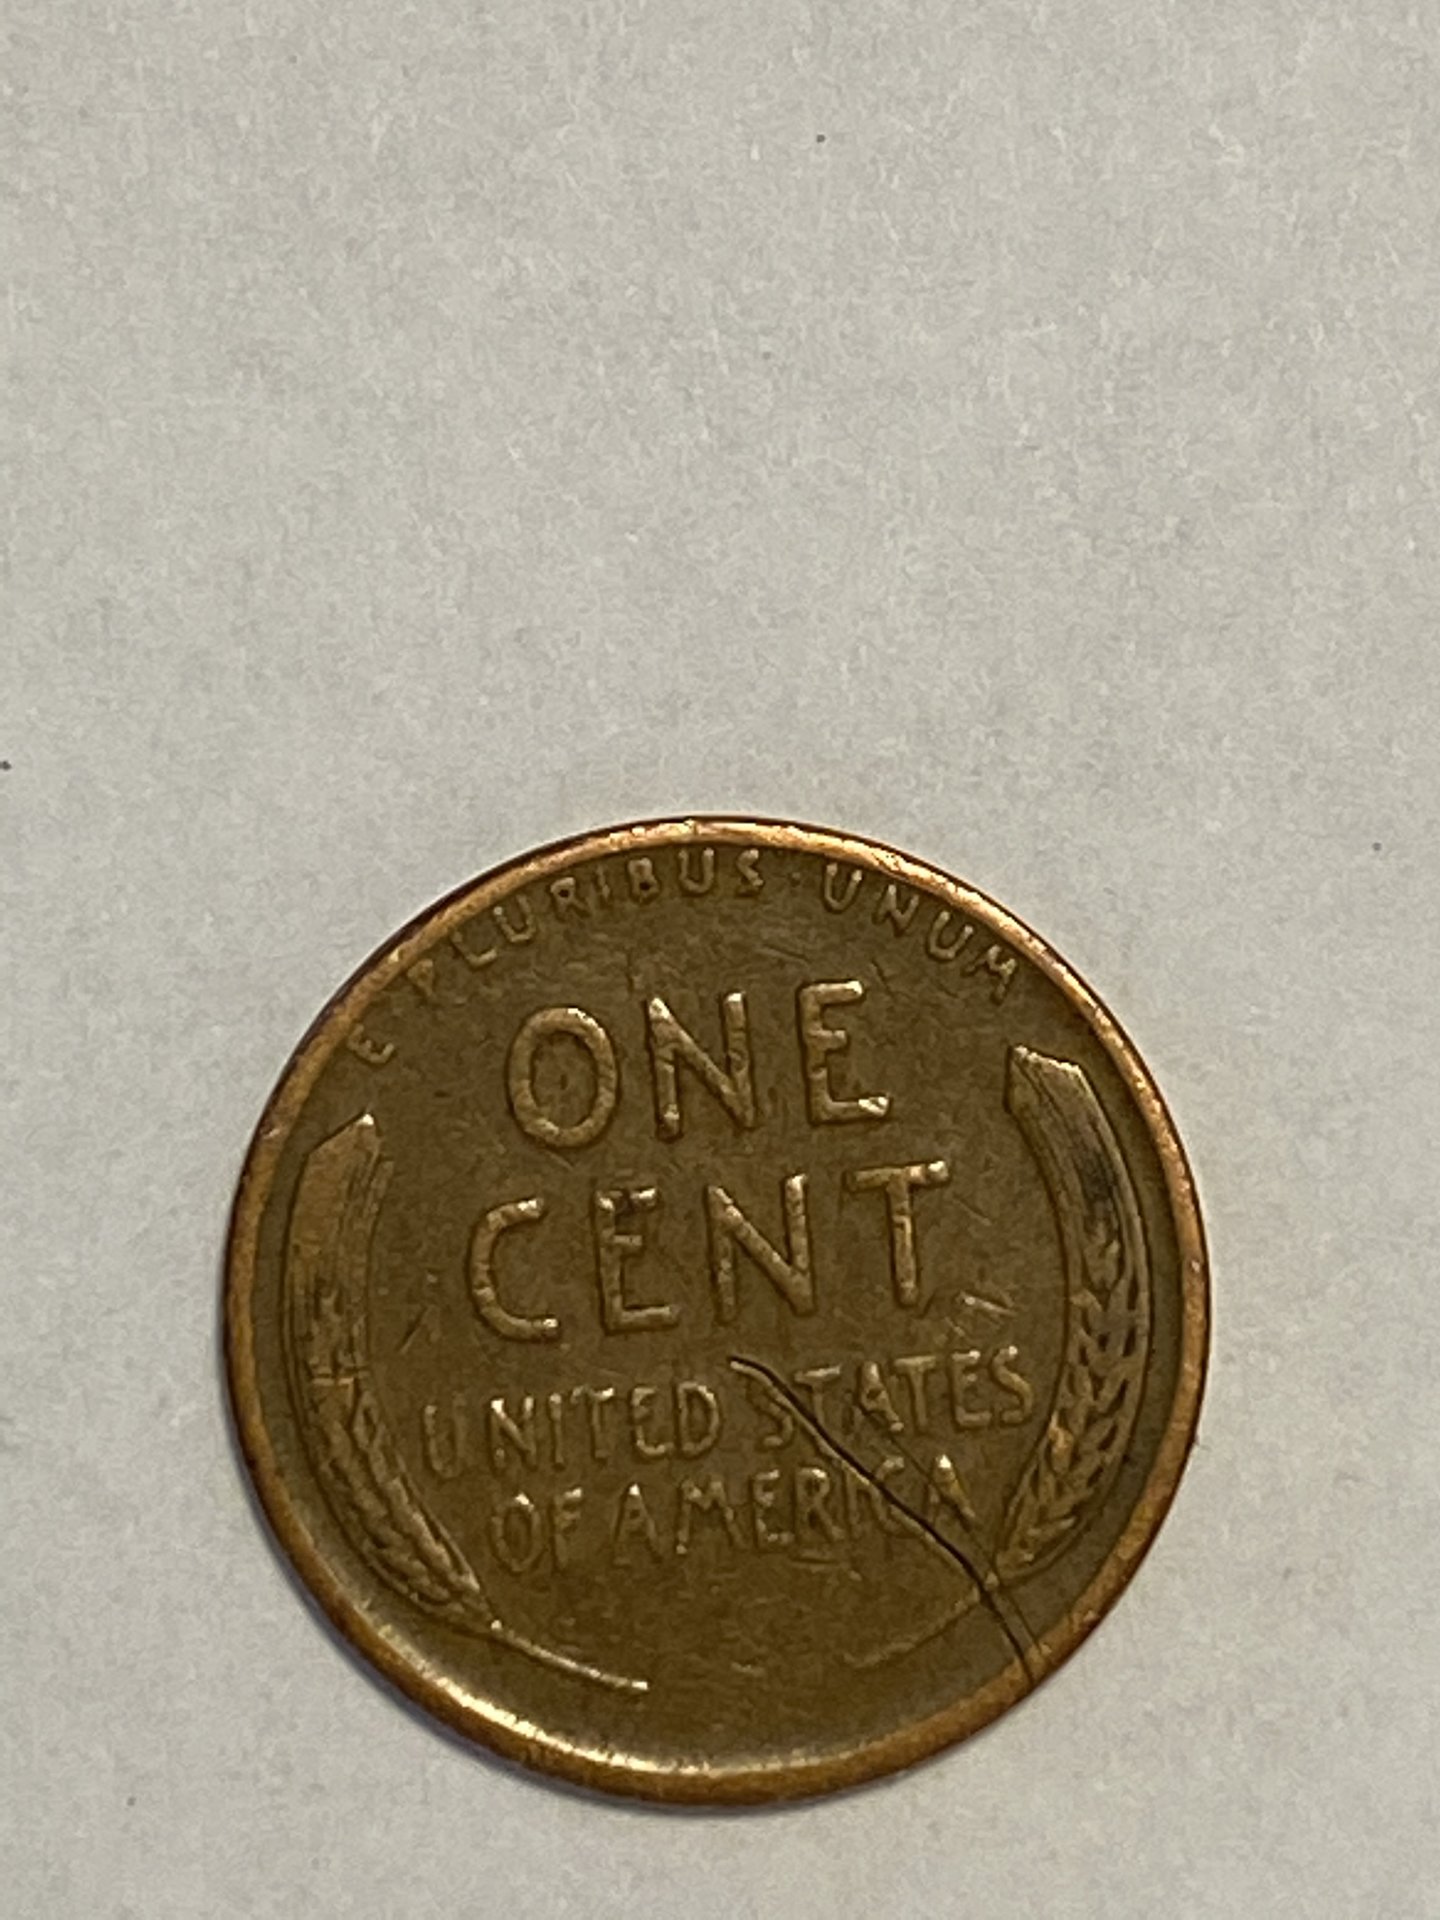 E PLURIBUS · UNUM
ONE
CENT
UNITED STATES
OF AMERICA